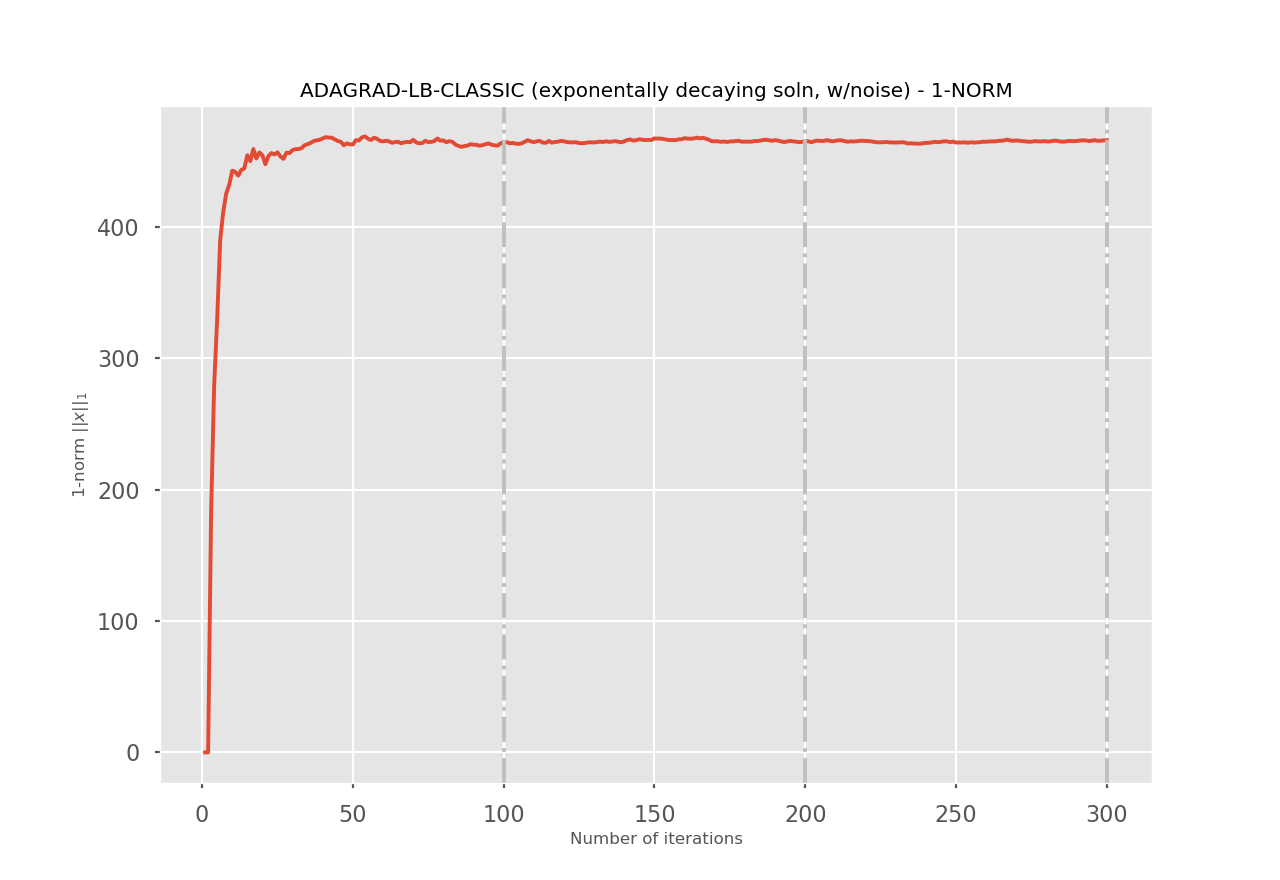 ADAGRAD-LB-CLASSIC (exponentially decaying soln, w/noise) - 1-NORM
1-norm ||x||₁
400
300
200
100
0
0 50 100 150 200 250 300
Number of iterations